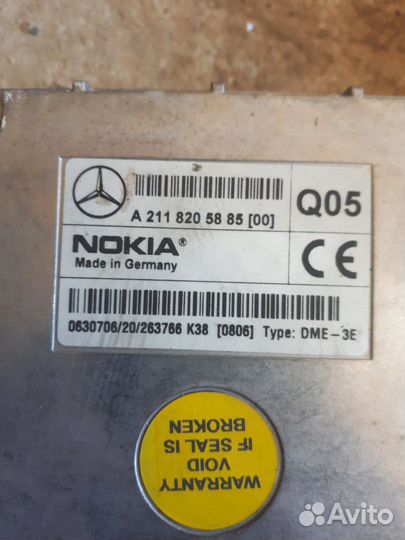 A 211 820 58 85 [00]
Q05
NOKIA®
Made in Germany
CE
0630706/20/263766 K38 [0806] Type: DME-3E
WARRANTY
VOID
IF SEAL IS
BROKEN
Avito